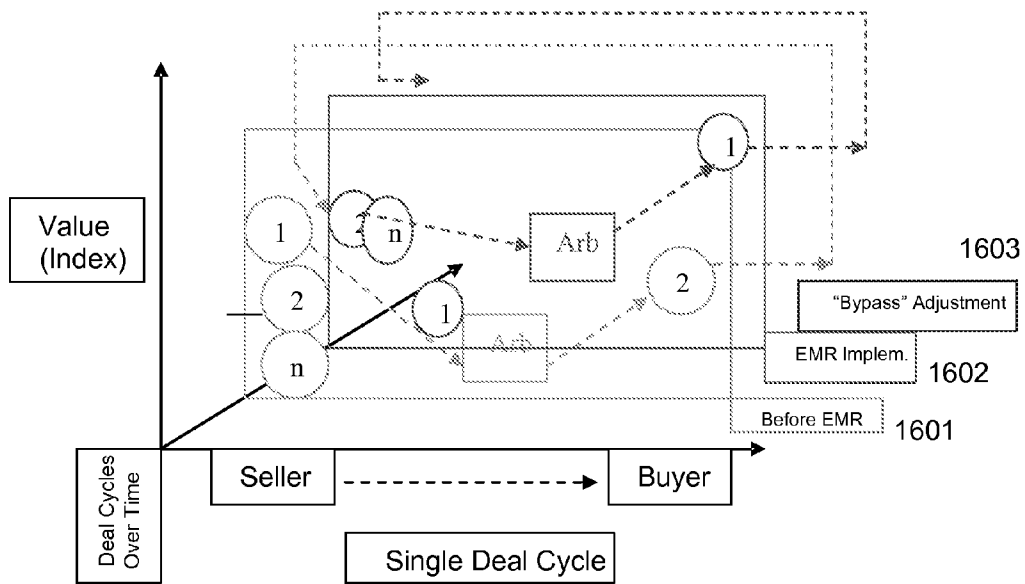 1
Value
(Index)
1
2
n
Arb
1603
2
2
"Bypass" Adjustment
1
n
Arb
EMR Implem.
1602
Before EMR
1601
Deal Cycles
Over Time
Seller
Buyer
Single Deal Cycle